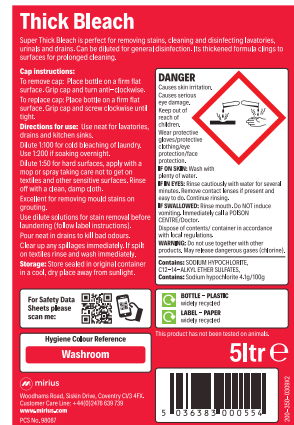 Thick Bleach
Super Thick Bleach is perfect for removing stains, cleaning and disinfecting lavatories,
urinals and drains. Can be diluted for general disinfection. Its thickened formula clings to
surfaces for prolonged cleaning.
Cap instructions:
To remove cap: Place bottle on a firm flat
surface. Grip cap and turn anti-clockwise.
To replace cap: Place bottle on a firm flat
surface. Grip cap and screw clockwise until
tight.
Directions for use: Use neat for lavatories,
drains and kitchen sinks.
Dilute 1:100 for cold bleaching of laundry.
Use 1:200 if soaking overnight.
Dilute 1:50 for hard surfaces, apply with a
mop or spray taking care not to get on
textiles and other sensitive surfaces. Rinse
off with a clean, damp cloth.
Excellent for removing mould stains on
grouting.
Use dilute solutions for stain removal before
laundering (follow label instructions).
Pour neat in drains to kill bad odours.
Clear up any spillages immediately. If spilt
on textiles rinse and wash immediately.
Storage: Store sealed in original container
in a cool, dry place away from sunlight.
DANGER
Causes skin irritation.
Causes serious
eye damage.
Keep out of
reach of
children.
Wear protective
gloves/protective
clothing/eye
protection/face
protection.
IF ON SKIN: Wash with
plenty of water.
IF IN EYES: Rinse cautiously with water for several
minutes. Remove contact lenses if present and
easy to do. Continue rinsing.
IF SWALLOWED: Rinse mouth. Do NOT induce
vomiting. Immediately call a POISON
CENTRE/Doctor.
Dispose of contents/ container in accordance
with local regulations.
WARNING: Do not use together with other
products. May release dangerous gases (chlorine).
Contains: SODIUM HYPOCHLORITE,
C12-14-ALKYL ETHER SULFATES,
Contains: Sodium hypochlorite 4.1g/100g
For Safety Data
Sheets please
scan me:
BOTTLE - PLASTIC
widely recycled
LABEL - PAPER
widely recycled
This product has not been tested on animals.
Hygiene Colour Reference
Washroom
5ltr e
mirius
Woodhams Road, Siskin Drive, Coventry CV3 4FX.
Customer Care Line: +44(0)2476 639 739
www.mirius.com
PCS No. 98087
5 036383 000554